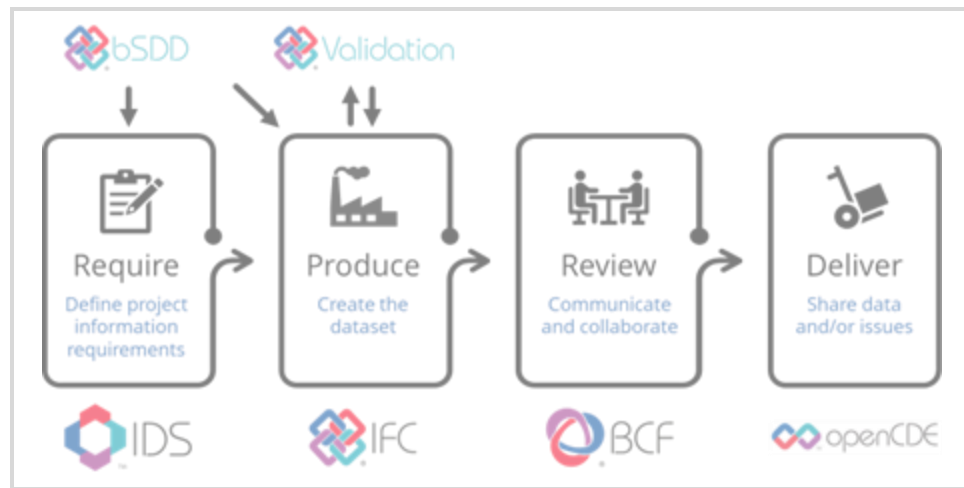 bSDD
Validation
Require
Define project
information
requirements
Produce
Create the
dataset
Review
Communicate
and collaborate
Deliver
Share data
and/or issues
IDS
IFC
BCF
openCDE